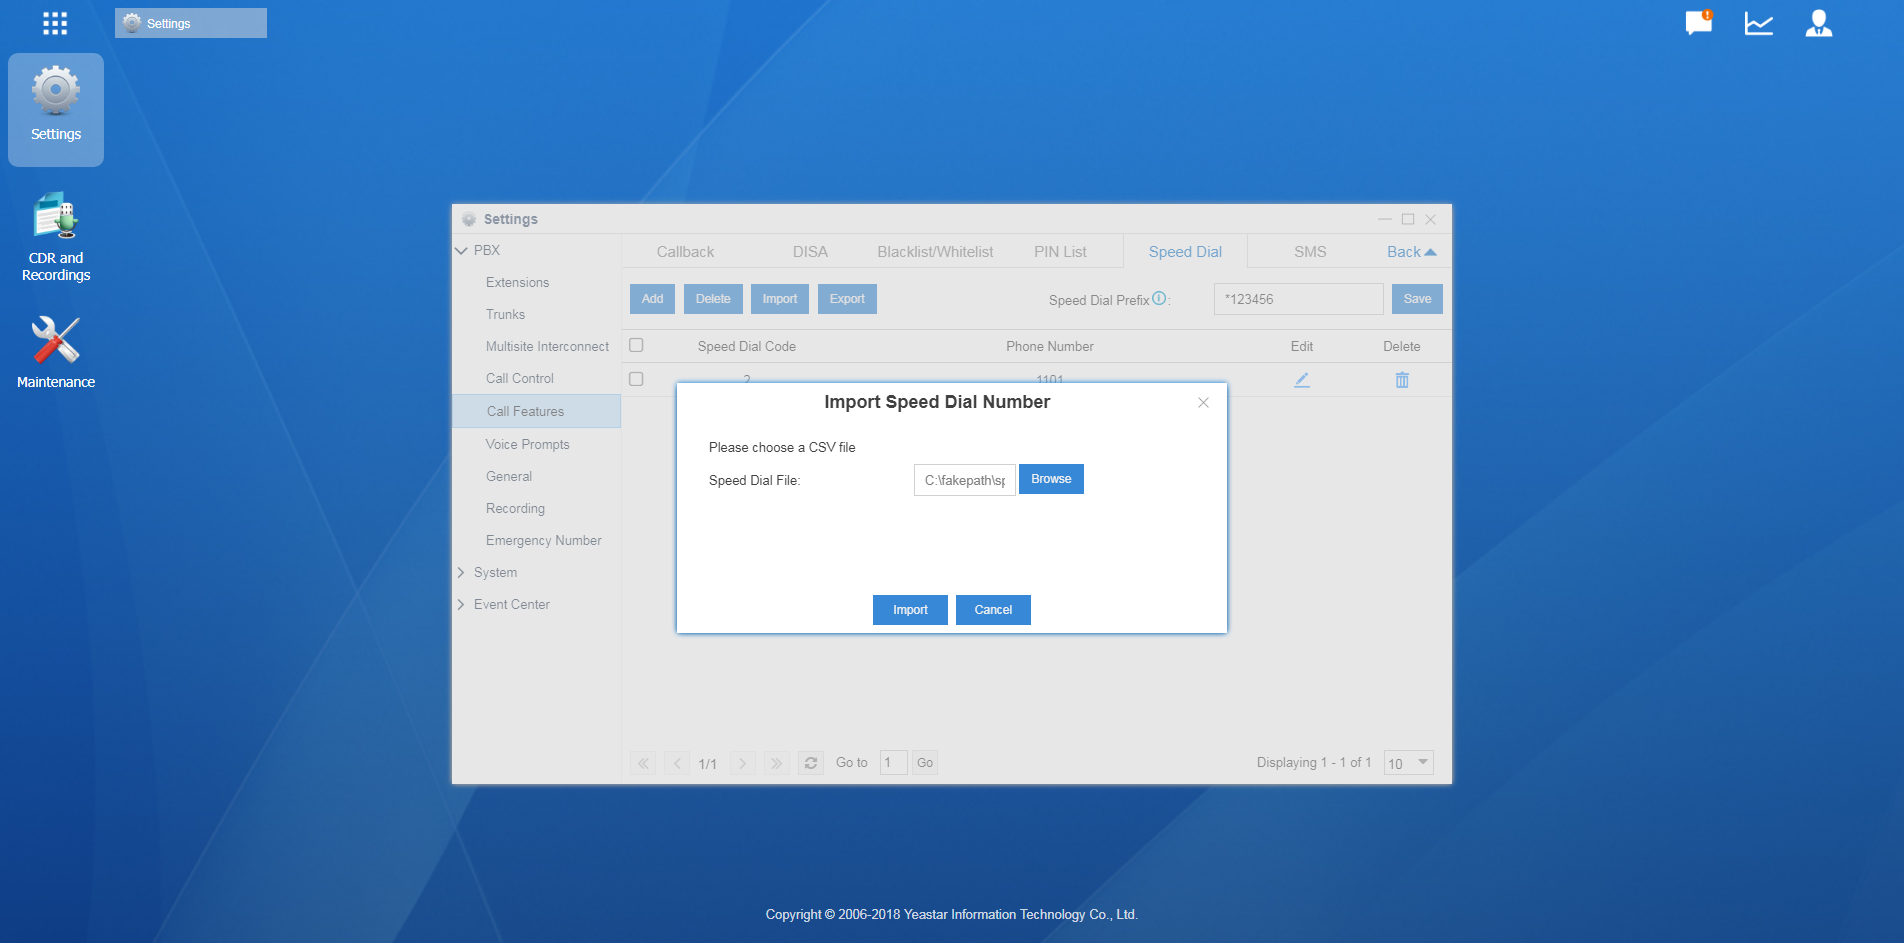 Settings
Settings
CDR and
Recordings
Maintenance
Settings
PBX
Extensions
Trunks
Multisite Interconnect
Call Control
Call Features
Voice Prompts
General
Recording
Emergency Number
System
Event Center
Callback DISA Blacklist/Whitelist PIN List Speed Dial SMS Back
Add Delete Import Export Speed Dial Prefix : *123456 Save
Speed Dial Code Phone Number Edit Delete
2 1101
Import Speed Dial Number
Please choose a CSV file
Speed Dial File: C:\fakepath\sp Browse
Import Cancel
1/1 Go to 1 Go Displaying 1 - 1 of 1 10
Copyright © 2006-2018 Yeastar Information Technology Co., Ltd.